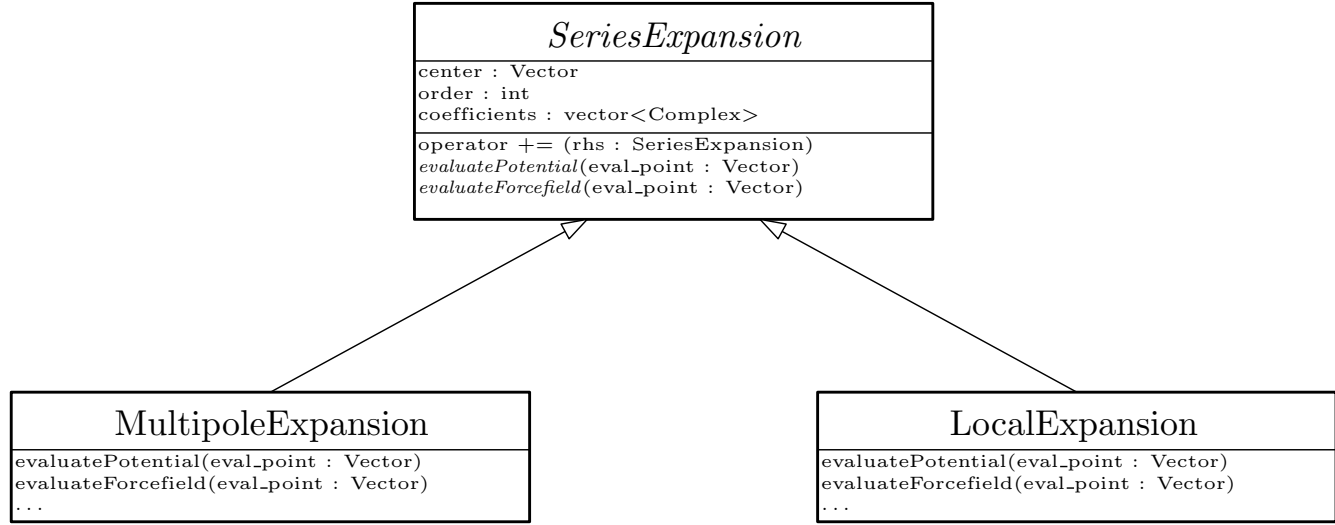 SeriesExpansion
center : Vector
order : int
coefficients : vector<Complex>
operator += (rhs : SeriesExpansion)
evaluatePotential(eval_point : Vector)
evaluateForcefield(eval_point : Vector)
MultipoleExpansion
evaluatePotential(eval_point : Vector)
evaluateForcefield(eval_point : Vector)
...
LocalExpansion
evaluatePotential(eval_point : Vector)
evaluateForcefield(eval_point : Vector)
...